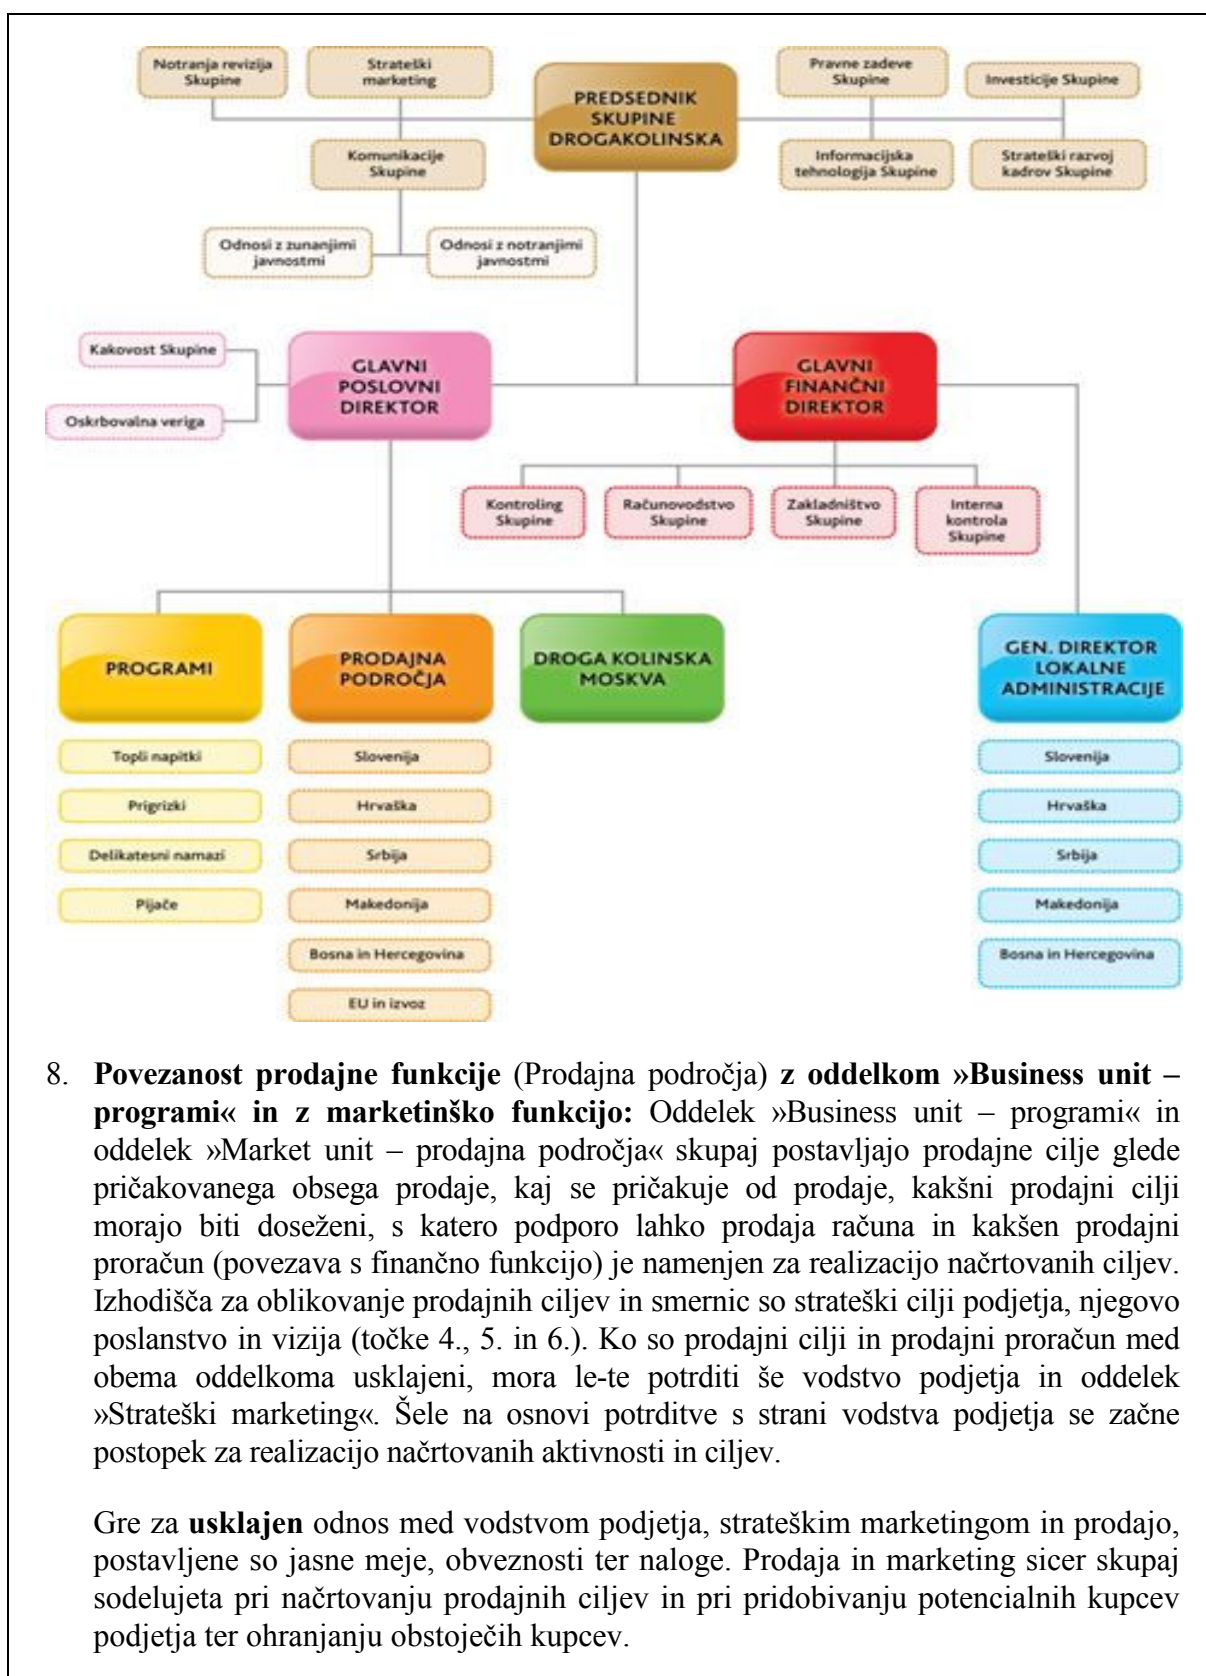 Notranja revizija
Skupine
Strateški
marketing
PREDSEDNIK
SKUPINE
DROGAKOLINSKA
Pravne zadeve
Skupine
Investicije Skupine
Komunikacije
Skupine
Informacijska
tehnologija Skupine
Strateški razvoj
kadrov Skupine
Odnosi z zunanjimi
javnostmi
Odnosi z notranjimi
javnostmi
Kakovost Skupine
Oskrbovalna veriga
GLAVNI
POSLOVNI
DIREKTOR
GLAVNI
FINANČNI
DIREKTOR
Kontroling
Skupine
Računovodstvo
Skupine
Zakladništvo
Skupine
Interna
kontrola
Skupine
PROGRAMI
PRODAJNA
PODROČJA
DROGA KOLINSKA
MOSKVA
GEN. DIREKTOR
LOKALNE
ADMINISTRACIJE
Topli napitki
Prigrizki
Delikatesni namazi
Pijače
Slovenija
Hrvaška
Srbija
Makedonija
Bosna in Hercegovina
EU in izvoz
Slovenija
Hrvaška
Srbija
Makedonija
Bosna in Hercegovina
8. Povezanost prodajne funkcije (Prodajna področja) z oddelkom »Business unit –
programi« in z marketinško funkcijo: Oddelek »Business unit – programi« in
oddelek »Market unit – prodajna področja« skupaj postavljajo prodajne cilje glede
pričakovanega obsega prodaje, kaj se pričakuje od prodaje, kakšni prodajni cilji
morajo biti doseženi, s katero podporo lahko prodaja računa in kakšen prodajni
proračun (povezava s finančno funkcijo) je namenjen za realizacijo načrtovanih ciljev.
Izhodišča za oblikovanje prodajnih ciljev in smernic so strateški cilji podjetja, njegovo
poslanstvo in vizija (točke 4., 5. in 6.). Ko so prodajni cilji in prodajni proračun med
obema oddelkoma usklajeni, mora le-te potrditi še vodstvo podjetja in oddelek
»Strateški marketing«. Šele na osnovi potrditve s strani vodstva podjetja se začne
postopek za realizacijo načrtovanih aktivnosti in ciljev.
Gre za usklajen odnos med vodstvom podjetja, strateškim marketingom in prodajo,
postavljene so jasne meje, obveznosti ter naloge. Prodaja in marketing sicer skupaj
sodelujeta pri načrtovanju prodajnih ciljev in pri pridobivanju potencialnih kupcev
podjetja ter ohranjanju obstoječih kupcev.